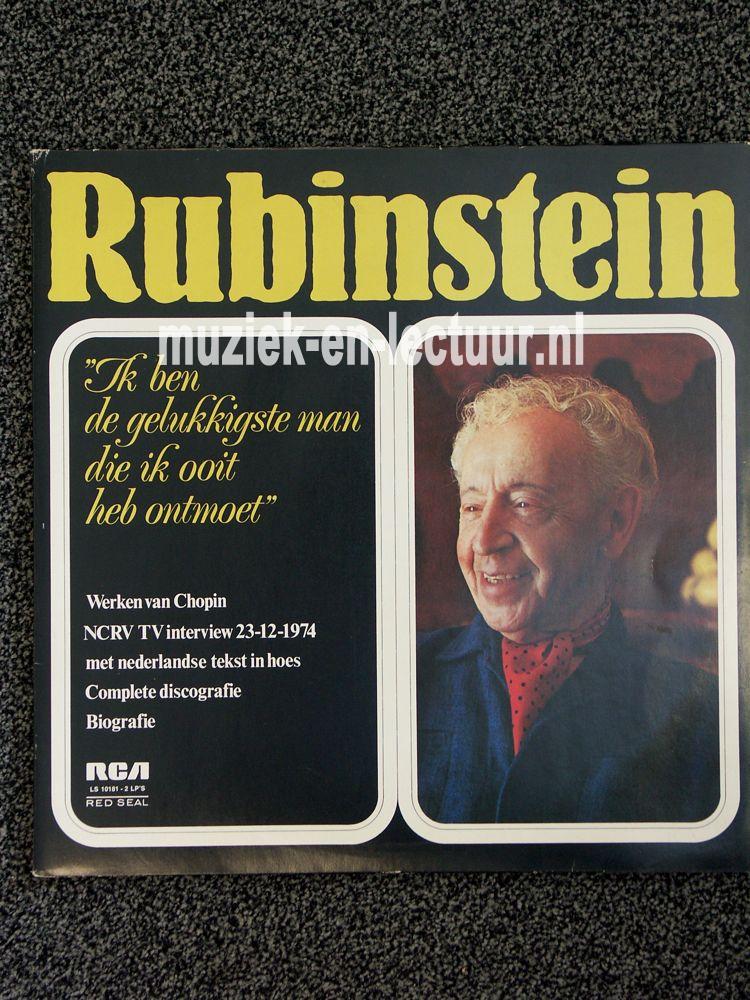 Rubinstein
muziek-en-lectuur.nl
"Ik ben
de gelukkigste man
die ik ooit
heb ontmoet"
Werken van Chopin
NCRV TV interview 23-12-1974
met nederlandse tekst in hoes
Complete discografie
Biografie
RCA
LS 10181 - 2 LP'S
RED SEAL